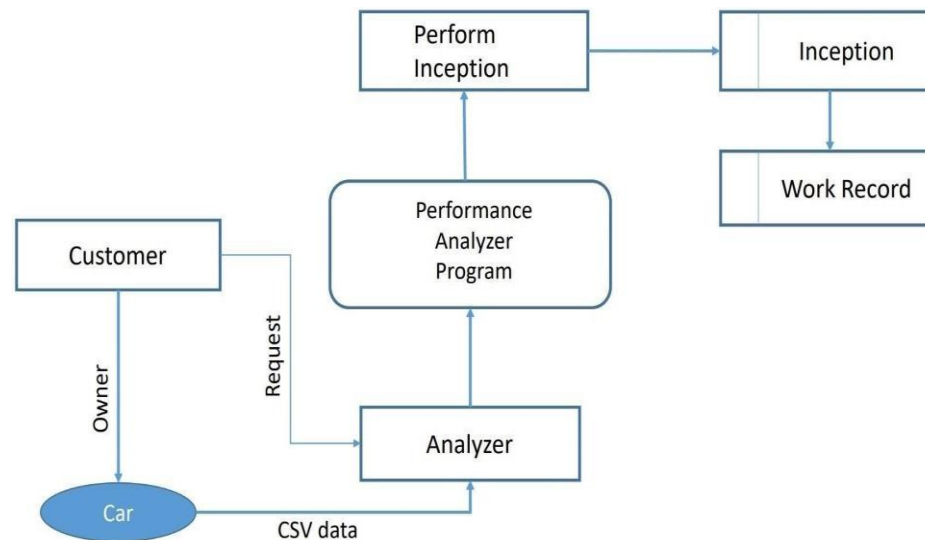 Perform
Inception
Inception
Work Record
Performance
Analyzer
Program
Customer
Owner
Request
Analyzer
Car
CSV data